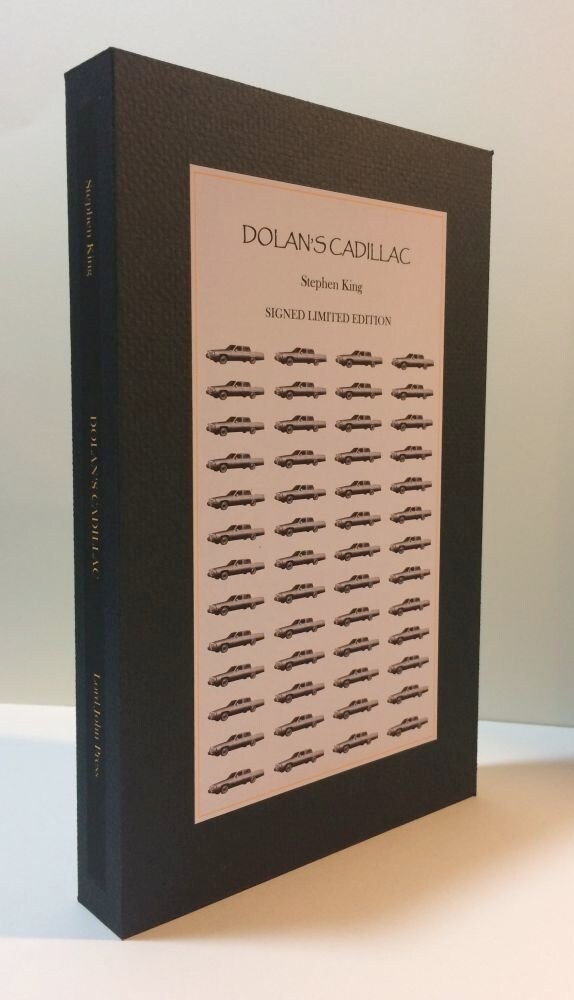 DOLAN'S CADILLAC
Stephen King
SIGNED LIMITED EDITION
Stephen King
DOLAN'S CADILLAC
Lord John Press